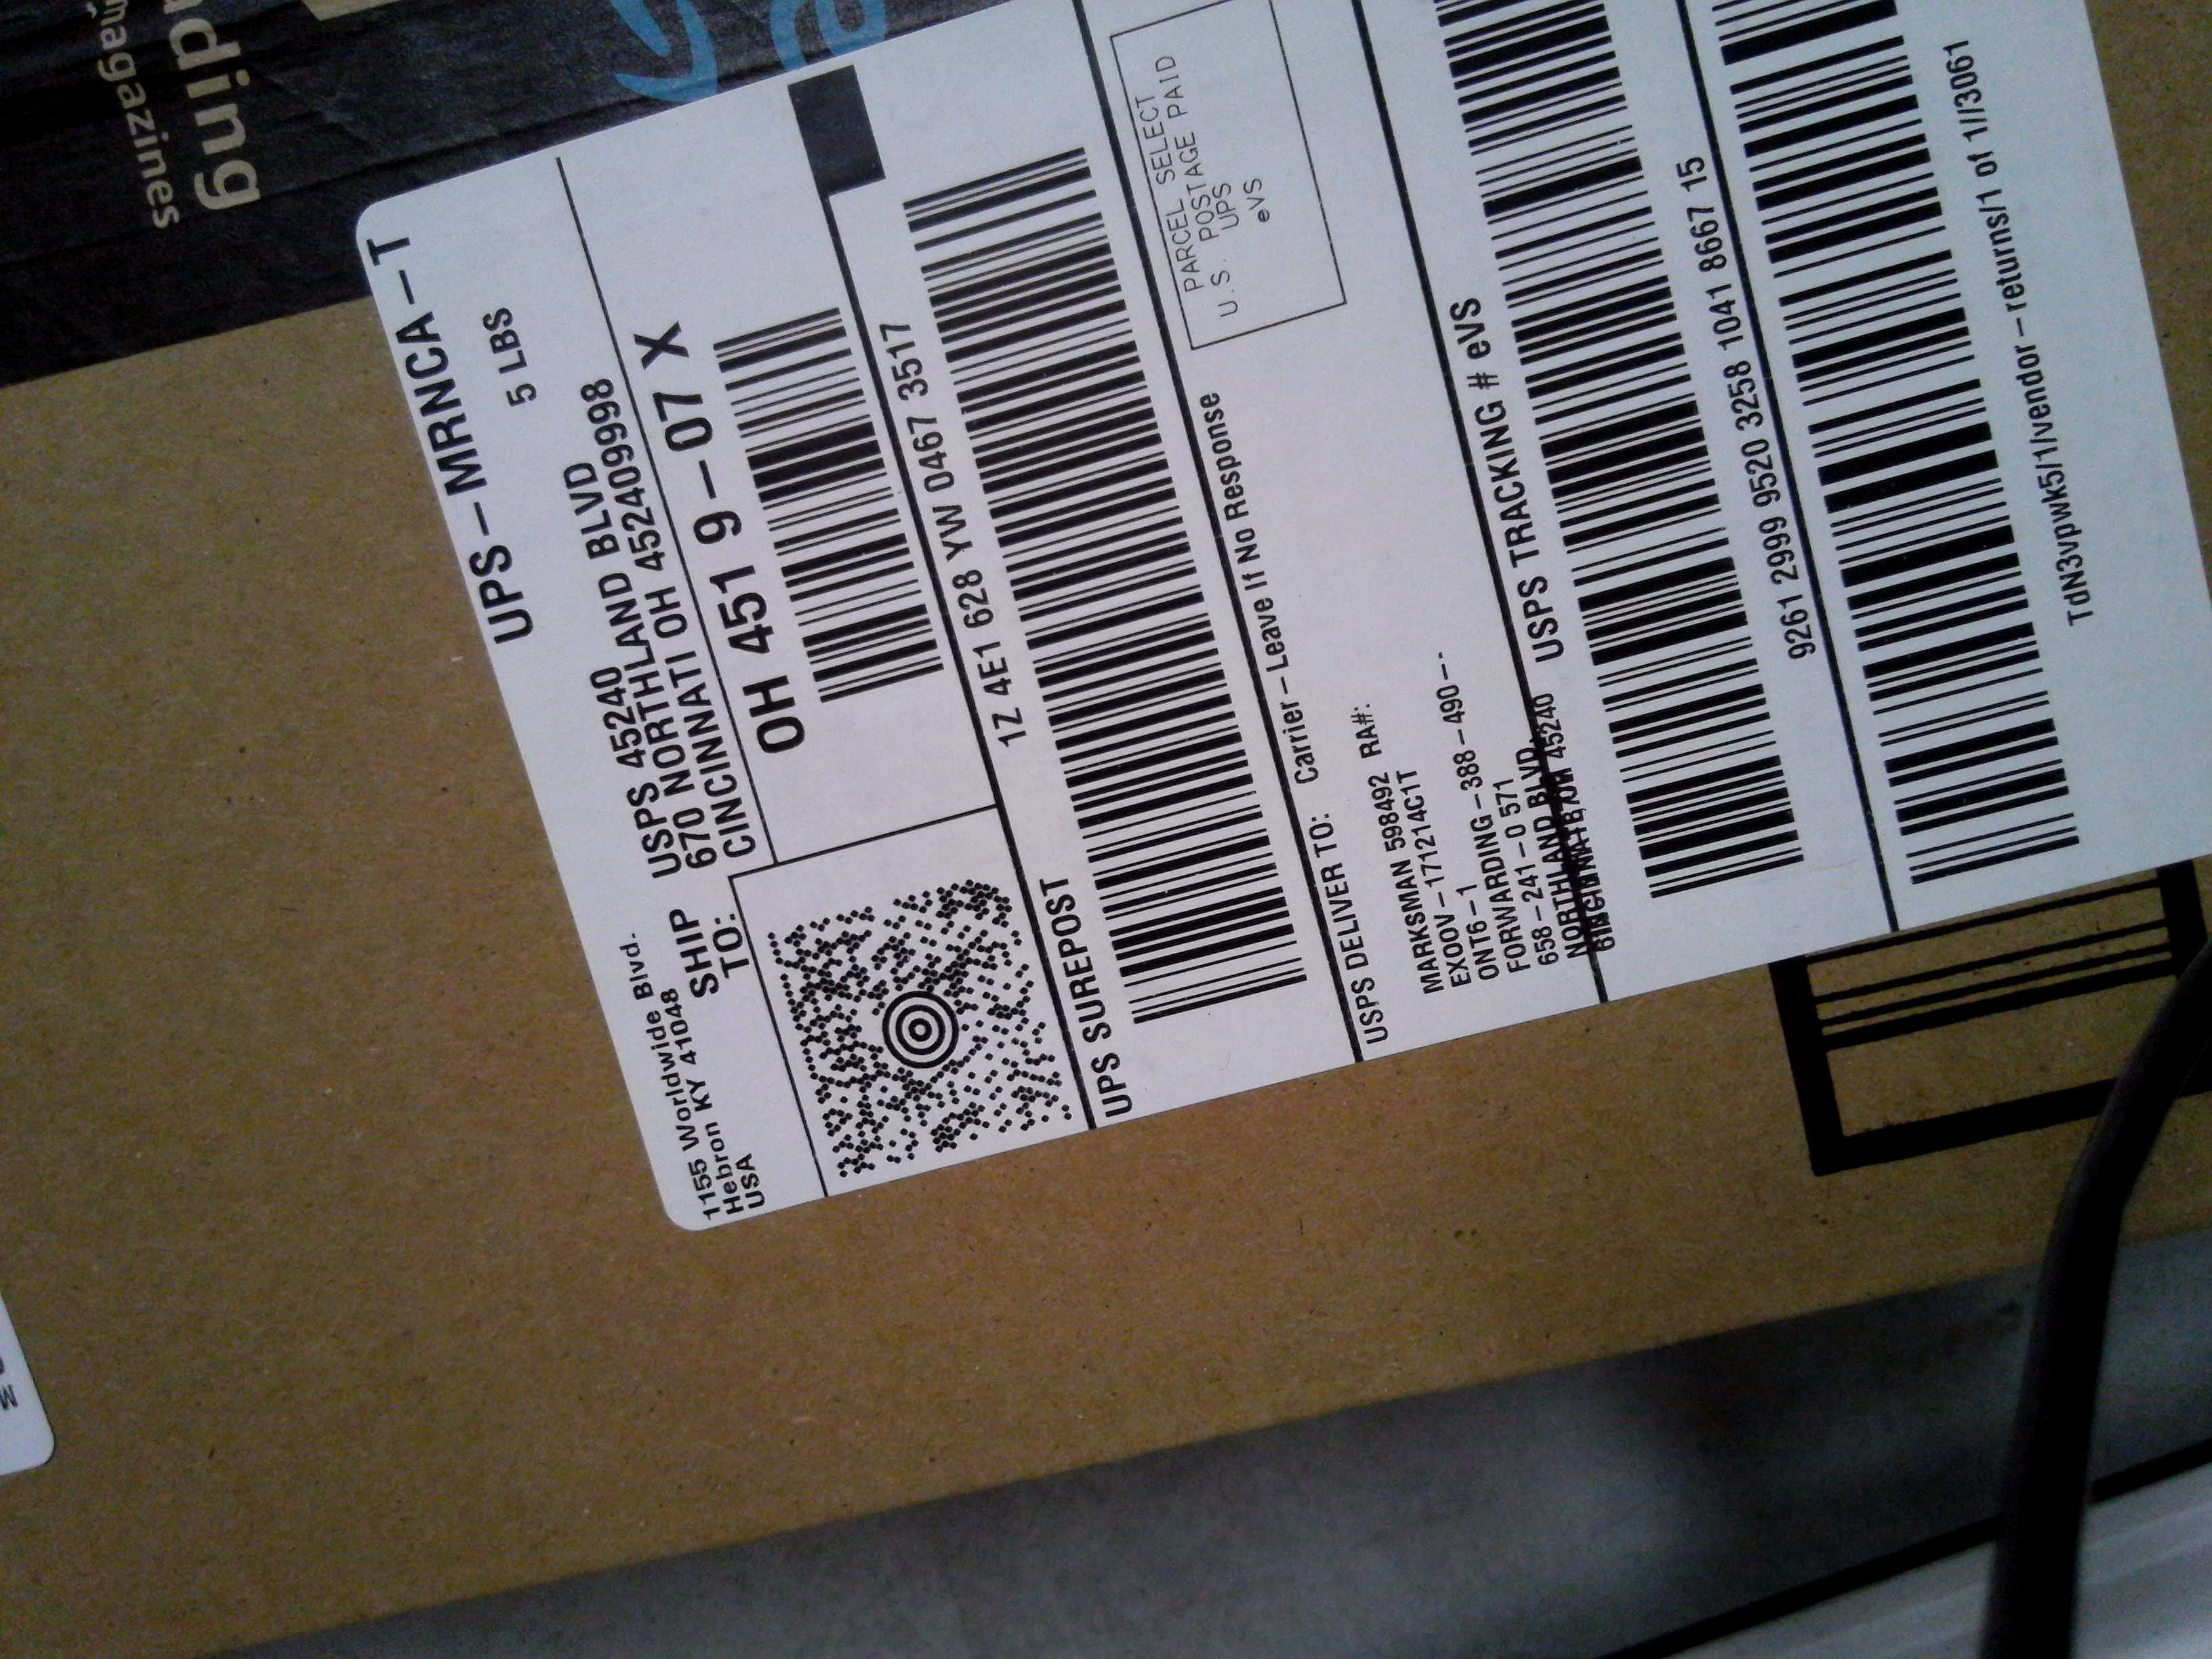 nding
magazines
UPS-MRNCA-T
5 LBS
1155 Worldwide Blvd.
Hebron KY 41048
USA
SHIP
TO:
USPS 45240
670 NORTHLAND BLVD
CINCINNATI OH 452409998
OH 451 9-07 X
UPS SUREPOST
1Z 4E1 628 YW 0467 3517
USPS DELIVER TO:
Carrier-Leave If No Response
PARCEL SELECT
U.S. POSTAGE PAID
UPS
eVS
MARKSMAN 598492 RA#:
EXOOV-171214C1T
ONT6-1
FORWARDING-388-490--.
658-241-0 571
NORTHLAND BLVD
45240
USPS TRACKING # eVS
9261 2999 9520 3258 1041 8667 15
TdN3vpwk5/1/vendor-returns/1 of 1//3061